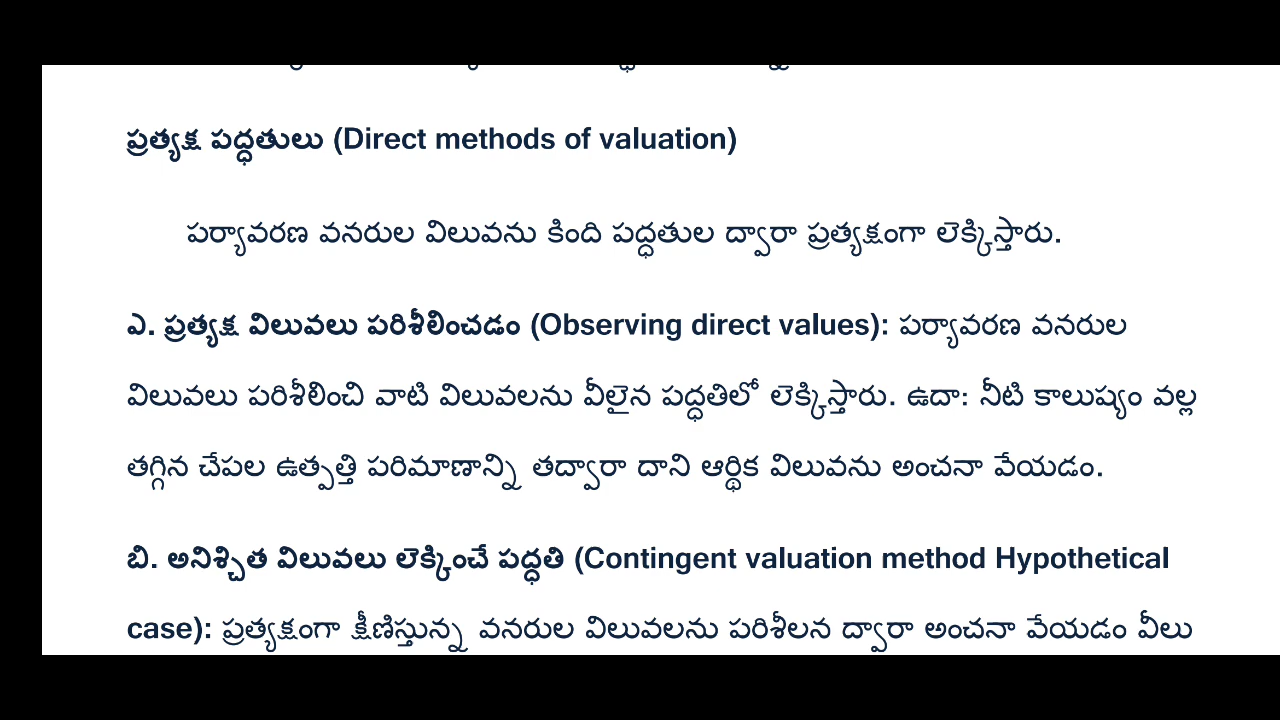 ప్రత్యక్ష పద్ధతులు (Direct methods of valuation)
పర్యావరణ వనరుల విలువను కింది పద్ధతుల ద్వారా ప్రత్యక్షంగా లెక్కిస్తారు.
ఎ. ప్రత్యక్ష విలువలు పరిశీలించడం (Observing direct values): పర్యావరణ వనరుల
విలువలు పరిశీలించి వాటి విలువలను వీలైన పద్ధతిలో లెక్కిస్తారు. ఉదా: నీటి కాలుష్యం వల్ల
తగ్గిన చేపల ఉత్పత్తి పరిమాణాన్ని తద్వారా దాని ఆర్థిక విలువను అంచనా వేయడం.
బి. అనిశ్చిత విలువలు లెక్కించే పద్ధతి (Contingent valuation method Hypothetical
case): ప్రత్యక్షంగా క్షీణిస్తున్న వనరుల విలువలను పరిశీలన ద్వారా అంచనా వేయడం వీలు